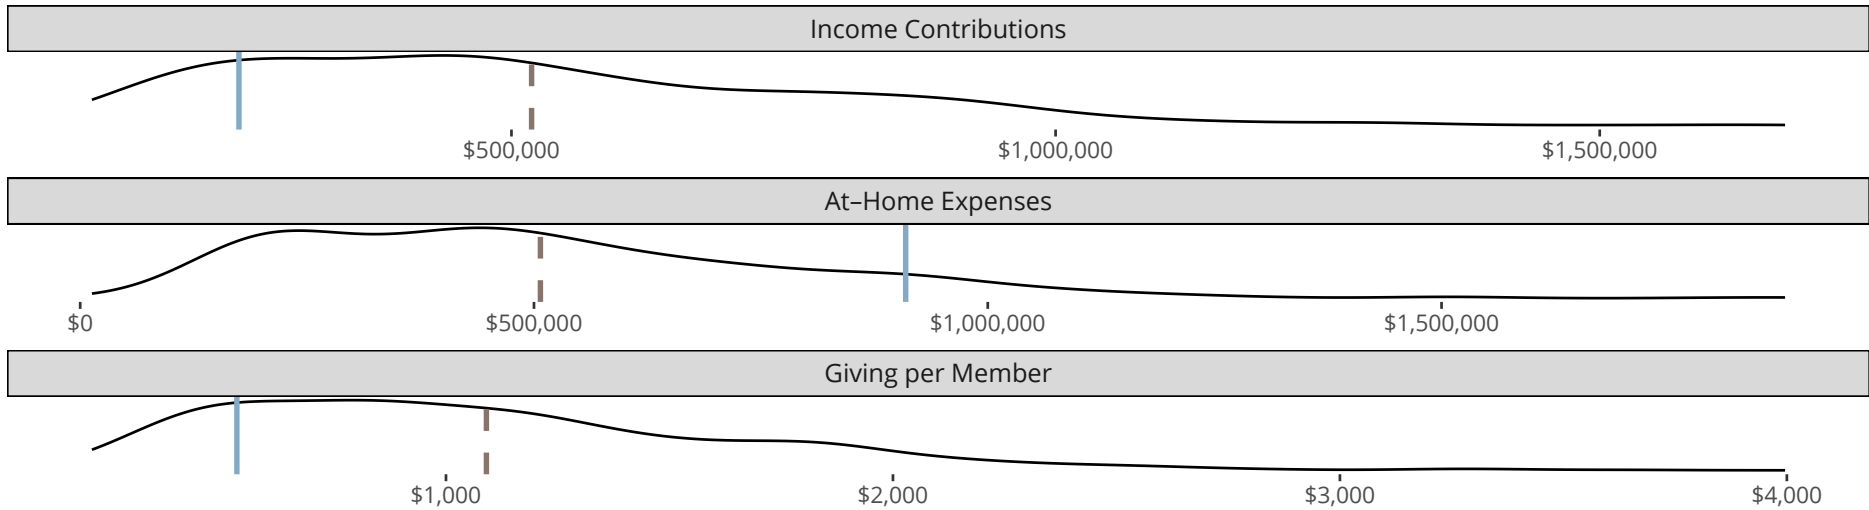 Income Contributions
$500,000 $1,000,000 $1,500,000
At–Home Expenses
$0 $500,000 $1,000,000 $1,500,000
Giving per Member
$1,000 $2,000 $3,000 $4,000